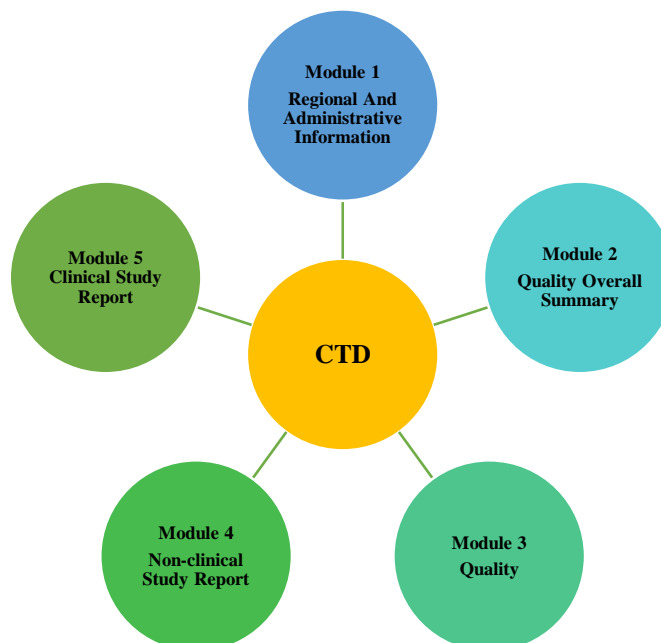 Module 1
Regional And
Administrative
Information
Module 2
Quality Overall
Summary
Module 3
Quality
Module 4
Non-clinical
Study Report
Module 5
Clinical Study
Report
CTD